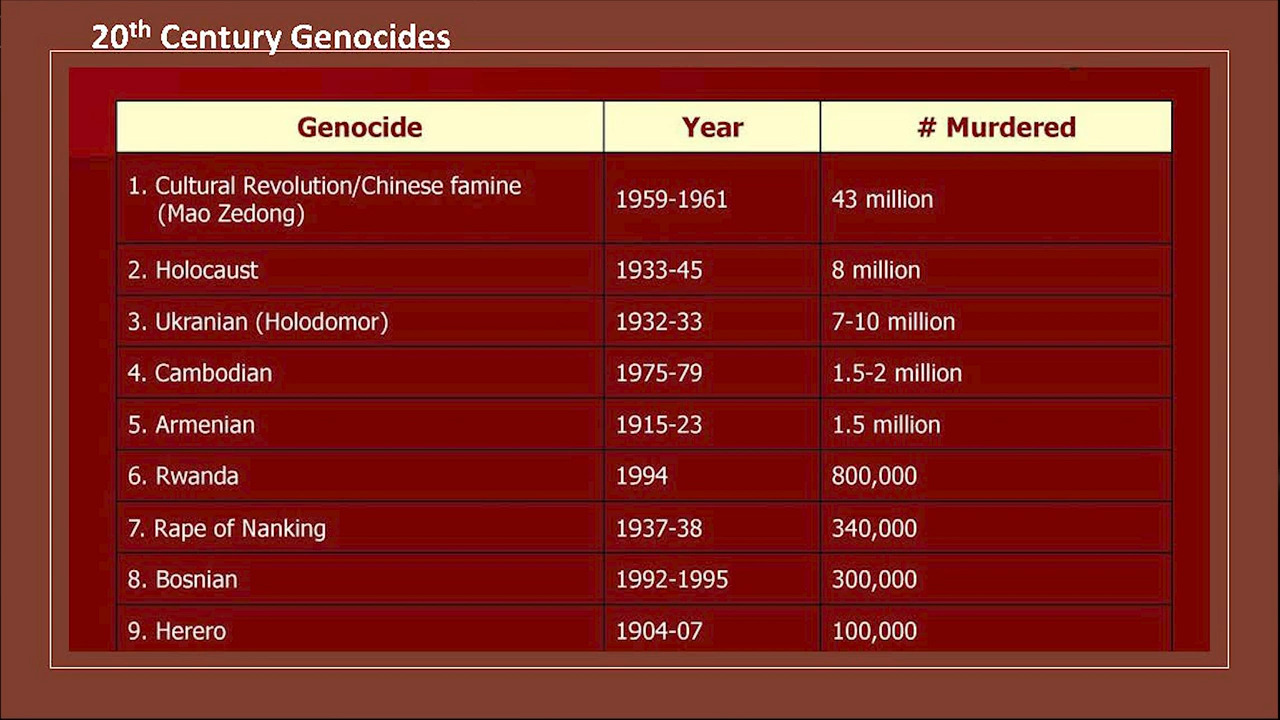 20th Century Genocides
Genocide Year # Murdered
1. Cultural Revolution/Chinese famine
(Mao Zedong) 1959-1961 43 million
2. Holocaust 1933-45 8 million
3. Ukranian (Holodomor) 1932-33 7-10 million
4. Cambodian 1975-79 1.5-2 million
5. Armenian 1915-23 1.5 million
6. Rwanda 1994 800,000
7. Rape of Nanking 1937-38 340,000
8. Bosnian 1992-1995 300,000
9. Herero 1904-07 100,000